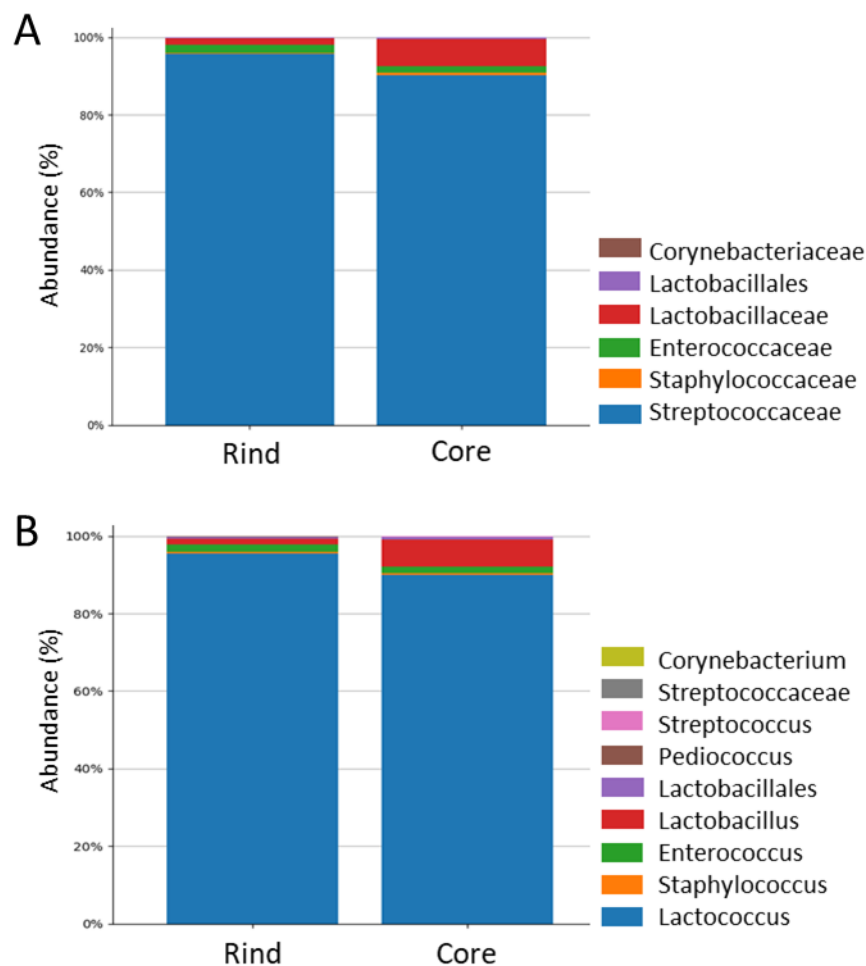 A
100%
80%
60%
40%
20%
0%
Abundance (%)
Rind
Core
Corynebacteriaceae
Lactobacillales
Lactobacillaceae
Enterococcaceae
Staphylococcaceae
Streptococcaceae
B
100%
80%
60%
40%
20%
0%
Abundance (%)
Rind
Core
Corynebacterium
Streptococcaceae
Streptococcus
Pediococcus
Lactobacillales
Lactobacillus
Enterococcus
Staphylococcus
Lactococcus